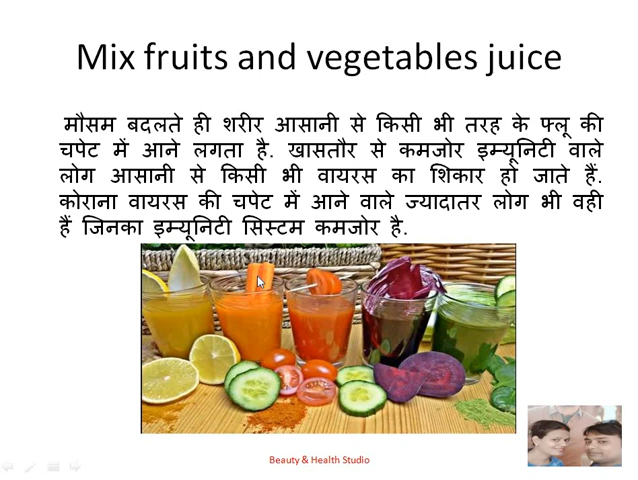 Mix fruits and vegetables juice
मौसम बदलते ही शरीर आसानी से किसी भी तरह के फ्लू की
चपेट में आने लगता है. खासतौर से कमजोर इम्यूनिटी वाले
लोग आसानी से किसी भी वायरस का शिकार हो जाते हैं.
कोराना वायरस की चपेट में आने वाले ज्यादातर लोग भी वही
हैं जिनका इम्यूनिटी सिस्टम कमजोर है.
Beauty & Health Studio